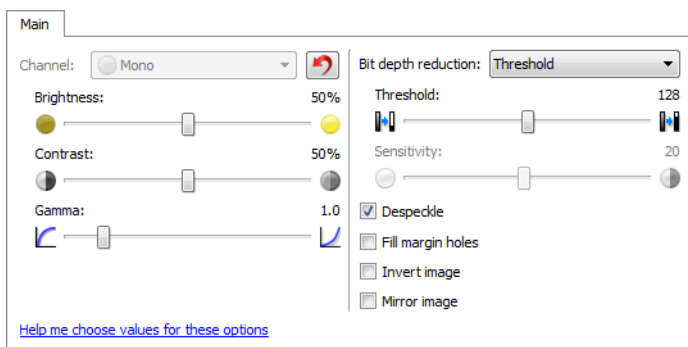 Main
Channel: Mono
Brightness: 50%
Contrast: 50%
Gamma: 1.0
Help me choose values for these options
Bit depth reduction: Threshold
Threshold: 128
Sensitivity: 20
Despeckle
Fill margin holes
Invert image
Mirror image